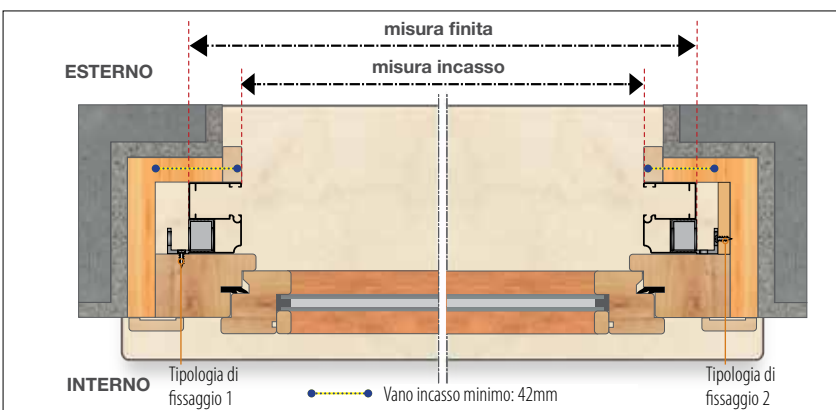 misura finita
ESTERNO
misura incasso
INTERNO
Tipologia di
fissaggio 1
Vano incasso minimo: 42mm
Tipologia di
fissaggio 2